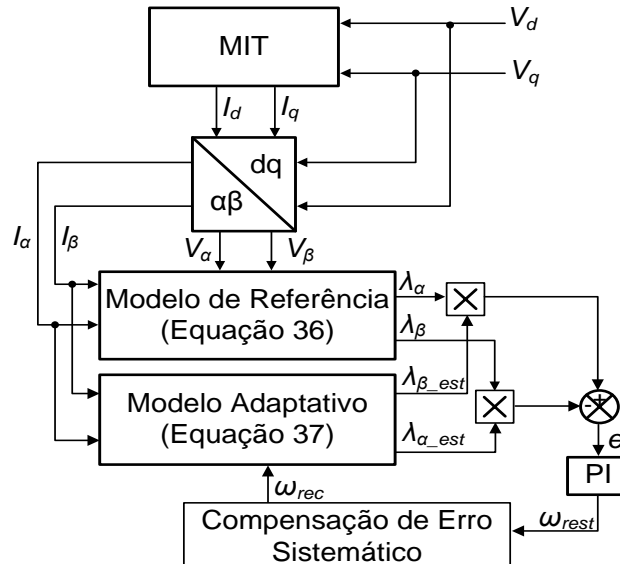 MIT
V_d
V_q
I_d
I_q
dq
αβ
I_α
I_β
V_α
V_β
Modelo de Referência
(Equação 36)
λ_α
λ_β
Modelo Adaptativo
(Equação 37)
λ_β_est
λ_α_est
- +
e
PI
ω_rec
ω_rest
Compensação de Erro
Sistemático